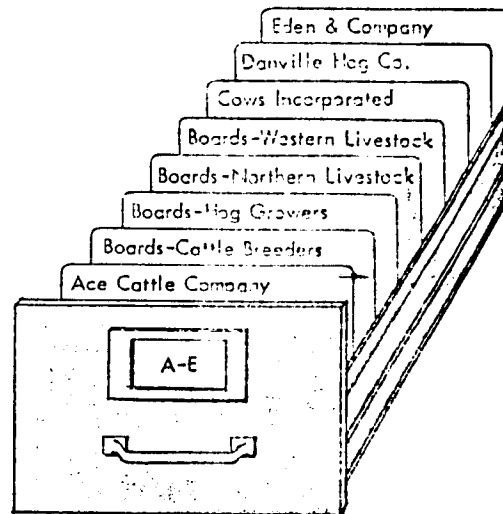 Eden & Company
Danville Hog Co.
Cows Incorporated
Boards-Western Livestock
Boards-Northern Livestock
Boards-Hog Growers
Boards-Cattle Breeders
Ace Cattle Company
A-E